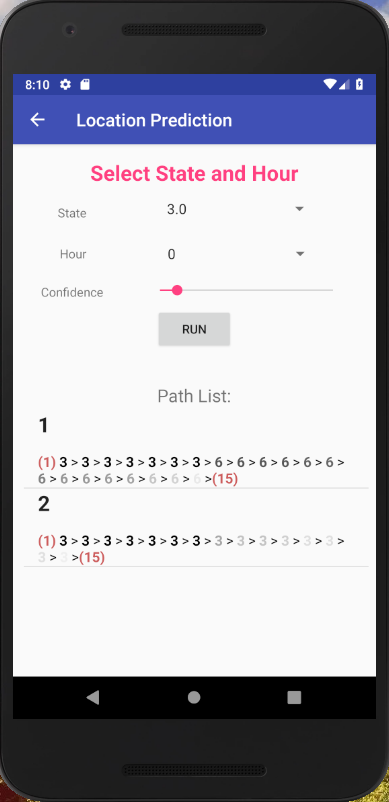 8:10
Location Prediction
Select State and Hour
State 3.0
Hour 0
Confidence
RUN
Path List:
1
(1) 3 > 3 > 3 > 3 > 3 > 3 > 3 > 6 > 6 > 6 > 6 > 6 > 6 >
6 > 6 > 6 > 6 > 6 > 6 > 6 > 6 >(15)
2
(1) 3 > 3 > 3 > 3 > 3 > 3 > 3 > 3 > 3 > 3 > 3 > 3 > 3 >
3 > 3 >(15)